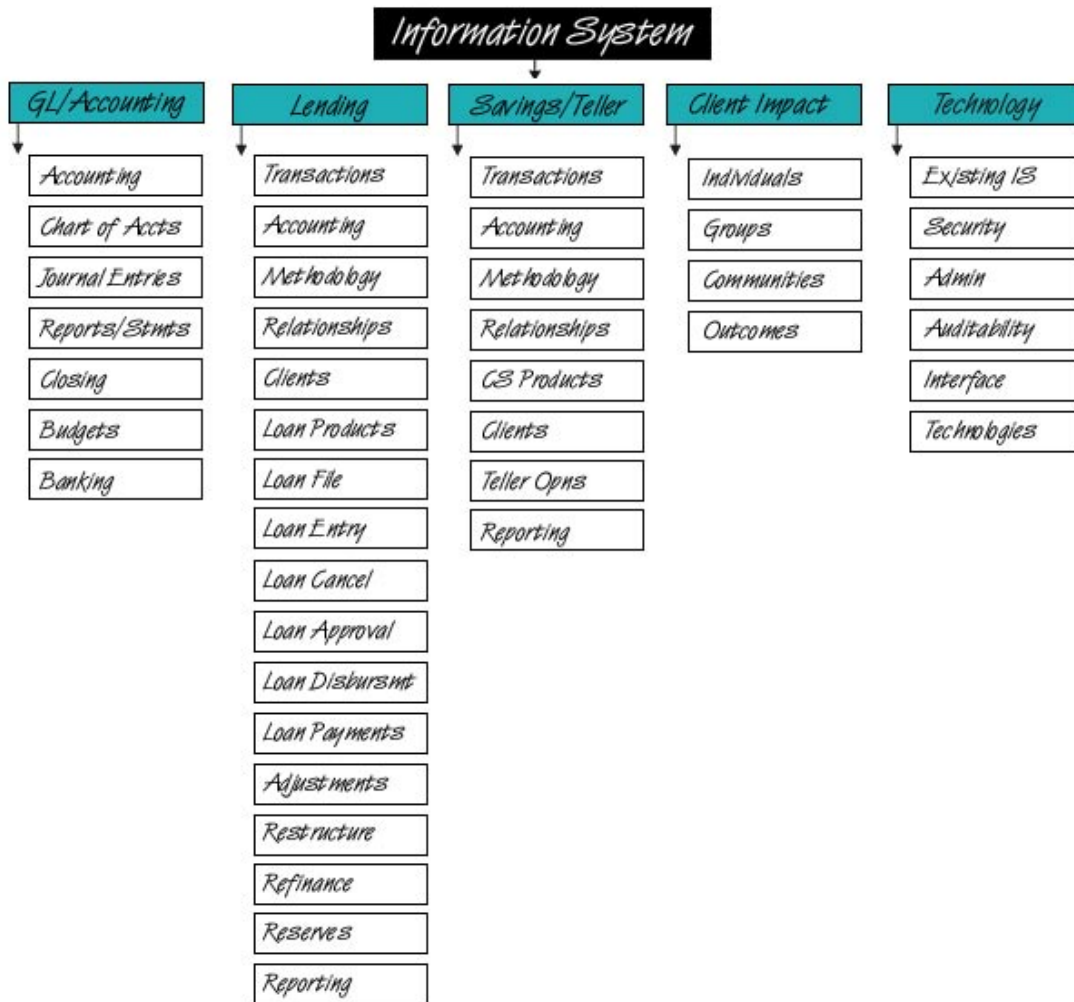 Information System
GL/Accounting
Accounting
Chart of Accts
Journal Entries
Reports/Stmts
Closing
Budgets
Banking
Lending
Transactions
Accounting
Methodology
Relationships
Clients
Loan Products
Loan File
Loan Entry
Loan Cancel
Loan Approval
Loan Disbursmt
Loan Payments
Adjustments
Restructure
Refinance
Reserves
Reporting
Savings/Teller
Transactions
Accounting
Methodology
Relationships
CS Products
Clients
Teller Opns
Reporting
Client Impact
Individuals
Groups
Communities
Outcomes
Technology
Existing IS
Security
Admin
Auditability
Interface
Technologies